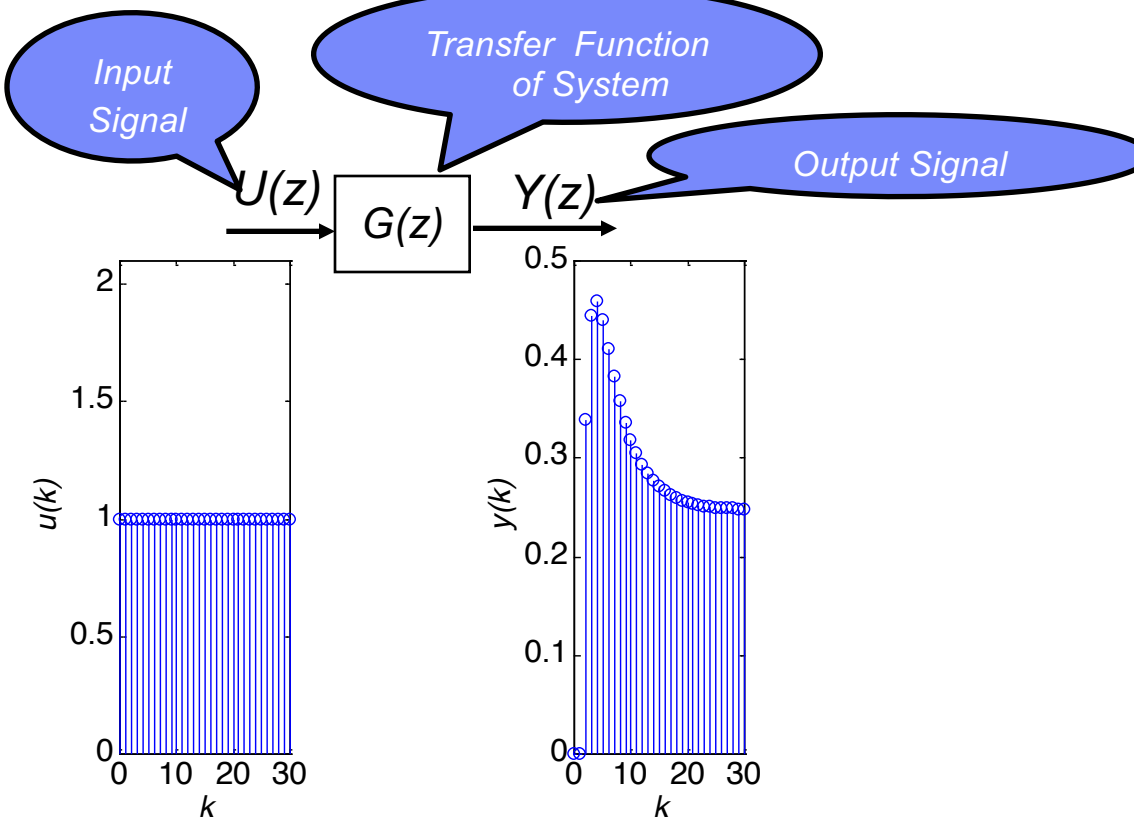 Input
Signal
Transfer Function
of System
Output Signal
U(z)
G(z)
Y(z)
2
1.5
1
0.5
0
u(k)
0 10 20 30
k
0.5
0.4
0.3
0.2
0.1
0
y(k)
0 10 20 30
k